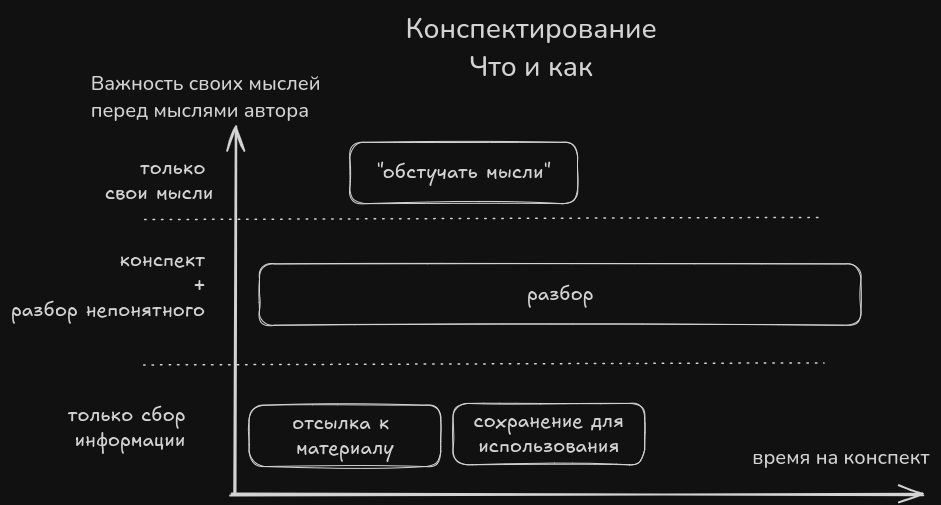 Конспектирование
Что и как
Важность своих мыслей
перед мыслями автора
только
свои мысли
"обстучать мысли"
конспект
+
разбор непонятного
разбор
только сбор
информации
отсылка к
материалу
сохранение для
использования
время на конспект